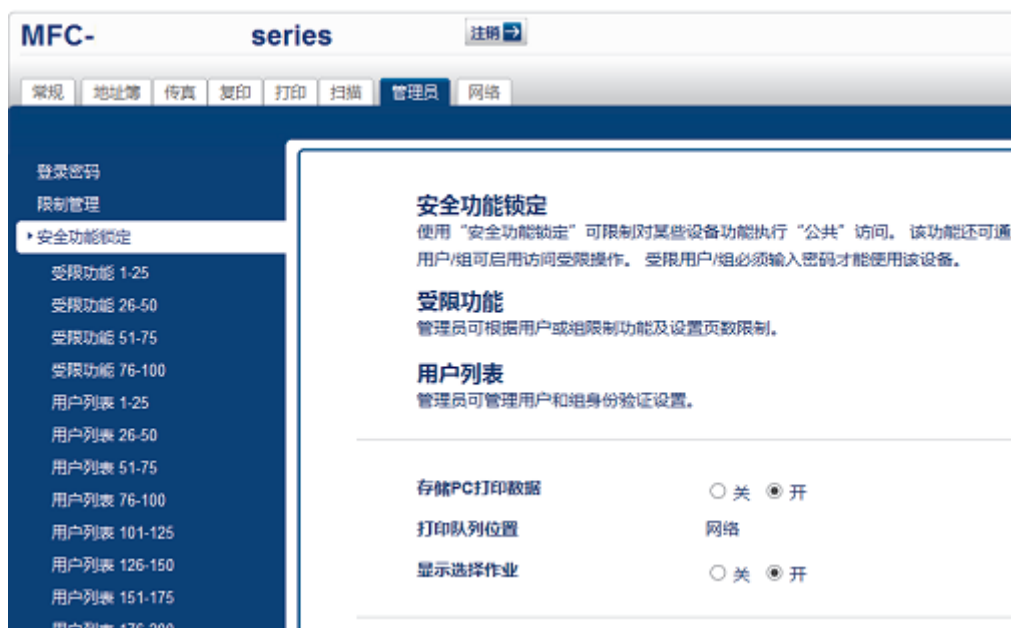 MFC- series
注销
常规 地址簿 传真 复印 打印 扫描 管理员 网络
登录密码
限制管理
安全功能锁定
受限功能 1-25
受限功能 26-50
受限功能 51-75
受限功能 76-100
用户列表 1-25
用户列表 26-50
用户列表 51-75
用户列表 76-100
用户列表 101-125
用户列表 126-150
用户列表 151-175
用户列表 176-200
安全功能锁定
使用“安全功能锁定”可限制对某些设备功能执行“公共”访问。 该功能还可通
用户/组可启用访问受限操作。 受限用户/组必须输入密码才能使用该设备。
受限功能
管理员可根据用户或组限制功能及设置页数限制。
用户列表
管理员可管理用户和组身份验证设置。
存储PC打印数据 关 开
打印队列位置 网络
显示选择作业 关 开